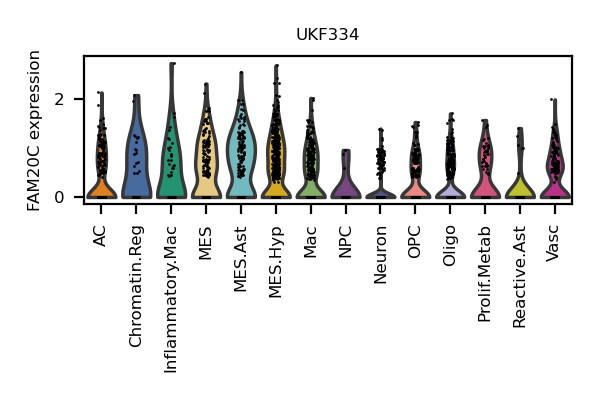 UKF334
FAM20C expression
2
0
AC
Chromatin.Reg
Inflammatory.Mac
MES
MES.Ast
MES.Hyp
Mac
NPC
Neuron
OPC
Oligo
Prolif.Metab
Reactive.Ast
Vasc